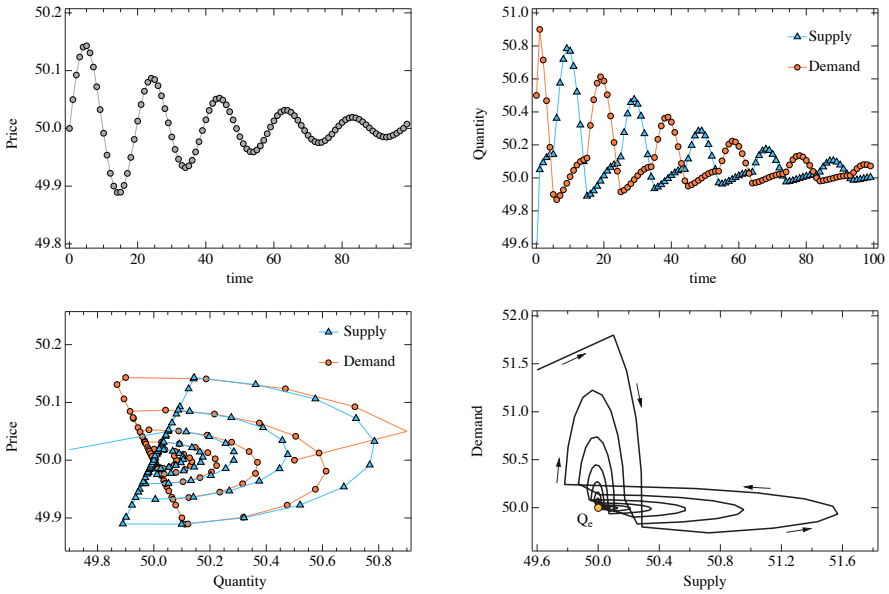 50.2
50.1
50.0
49.9
49.8
Price
0 20 40 60 80
time
51.0
50.8
50.6
50.4
50.2
50.0
49.8
49.6
Quantity
Supply
Demand
0 20 40 60 80 100
time
50.2
50.1
50.0
49.9
Price
Supply
Demand
49.8 50.0 50.2 50.4 50.6 50.8
Quantity
52.0
51.5
51.0
50.5
50.0
Demand
Qe
49.6 50.0 50.4 50.8 51.2 51.6
Supply